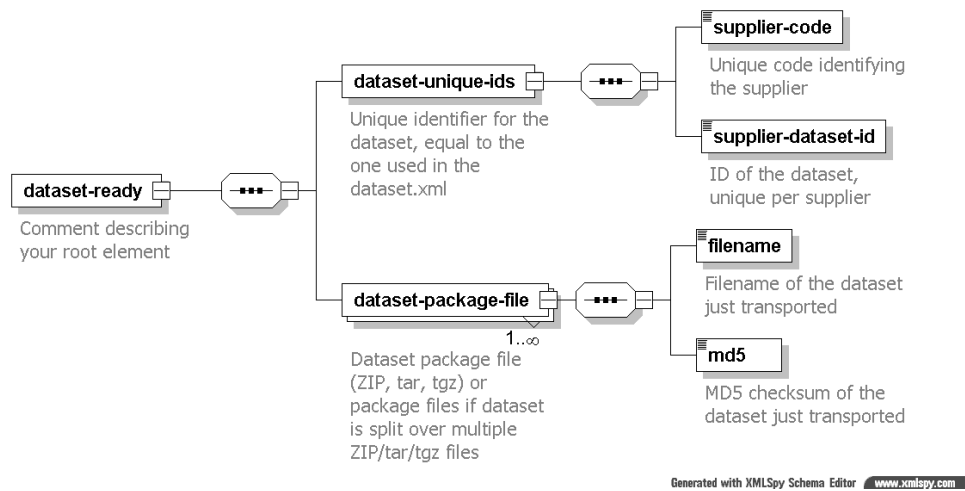 supplier-code
Unique code identifying
the supplier
dataset-unique-ids
Unique identifier for the
dataset, equal to the
one used in the
dataset.xml
supplier-dataset-id
ID of the dataset,
unique per supplier
dataset-ready
Comment describing
your root element
filename
Filename of the dataset
just transported
dataset-package-file
1..∞
Dataset package file
(ZIP, tar, tgz) or
package files if dataset
is split over multiple
ZIP/tar/tgz files
md5
MD5 checksum of the
dataset just transported
Generated with XMLSpy Schema Editor www.xmlspy.com